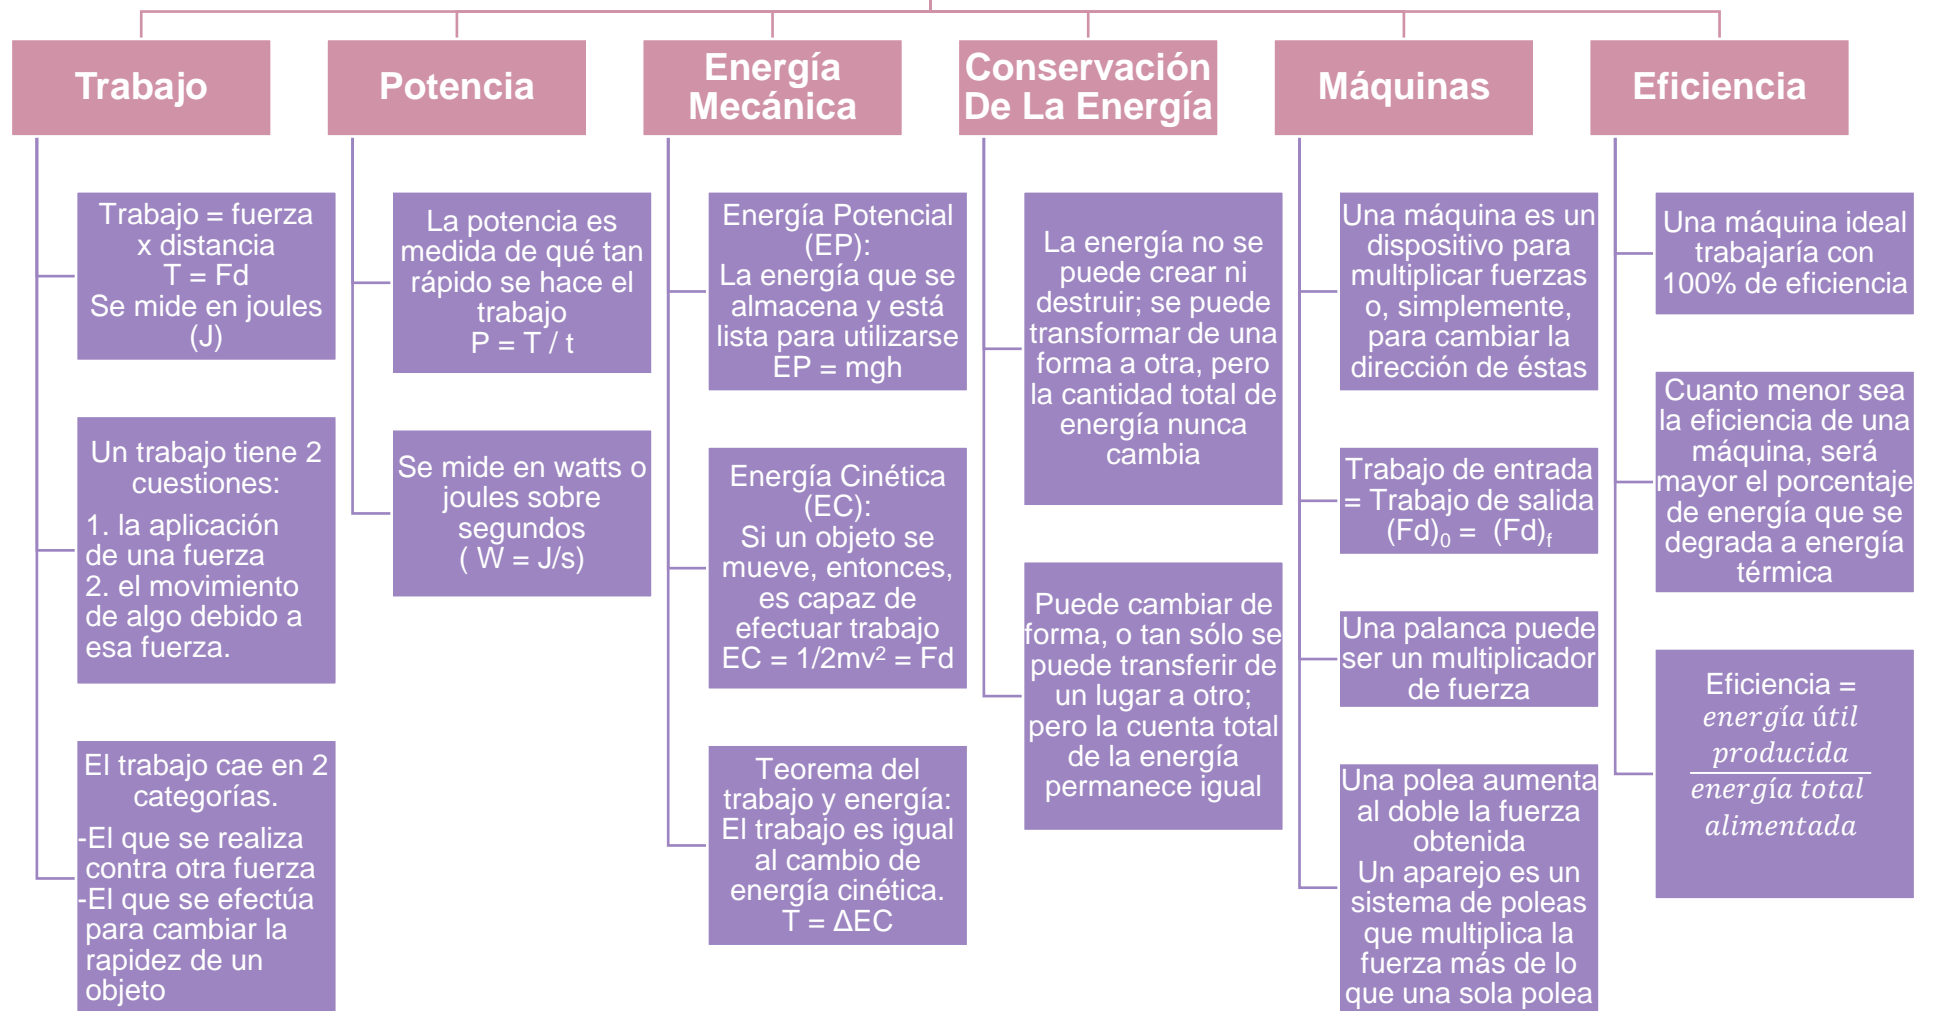 Trabajo
Trabajo = fuerza
x distancia
T = Fd
Se mide en joules
(J)
Un trabajo tiene 2
cuestiones:
1. la aplicación
de una fuerza
2. el movimiento
de algo debido a
esa fuerza.
El trabajo cae en 2
categorías.
-El que se realiza
contra otra fuerza
-El que se efectúa
para cambiar la
rapidez de un
objeto
Potencia
La potencia es
medida de qué tan
rápido se hace el
trabajo
P = T / t
Se mide en watts o
joules sobre
segundos
( W = J/s)
Energía
Mecánica
Energía Potencial
(EP):
La energía que se
almacena y está
lista para utilizarse
EP = mgh
Energía Cinética
(EC):
Si un objeto se
mueve, entonces,
es capaz de
efectuar trabajo
EC = 1/2mv² = Fd
Teorema del
trabajo y energía:
El trabajo es igual
al cambio de
energía cinética.
T = ΔEC
Conservación
De La Energía
La energía no se
puede crear ni
destruir; se puede
transformar de una
forma a otra, pero
la cantidad total de
energía nunca
cambia
Puede cambiar de
forma, o tan sólo se
puede transferir de
un lugar a otro;
pero la cuenta total
de la energía
permanece igual
Máquinas
Una máquina es un
dispositivo para
multiplicar fuerzas
o, simplemente,
para cambiar la
dirección de éstas
Trabajo de entrada
= Trabajo de salida
(Fd)₀ = (Fd)f
Una palanca puede
ser un multiplicador
de fuerza
Una polea aumenta
al doble la fuerza
obtenida
Un aparejo es un
sistema de poleas
que multiplica la
fuerza más de lo
que una sola polea
Eficiencia
Una máquina ideal
trabajaría con
100% de eficiencia
Cuanto menor sea
la eficiencia de una
máquina, será
mayor el porcentaje
de energía que se
degrada a energía
térmica
Eficiencia =
energía útil
producida
energía total
alimentada